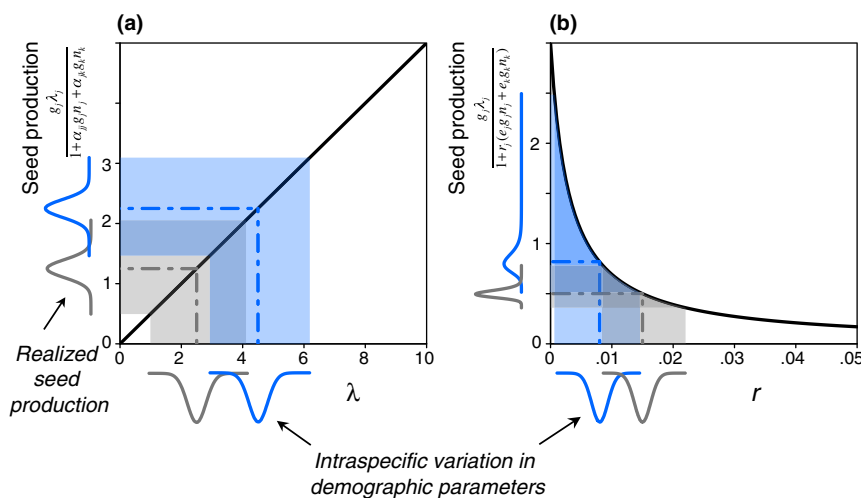 (a)
(b)
Seed production
g_j λ_j
1+α_jj g_j n_j + α_jk g_k n_k
3
2
1
0
0
2
4
6
8
10
λ
Realized
seed
production
Seed production
g_j λ_j
1+r_j(e_j g_j n_j + e_k g_k n_k)
2
1
0
0
.01
.02
.03
.04
.05
r
Intraspecific variation in
demographic parameters